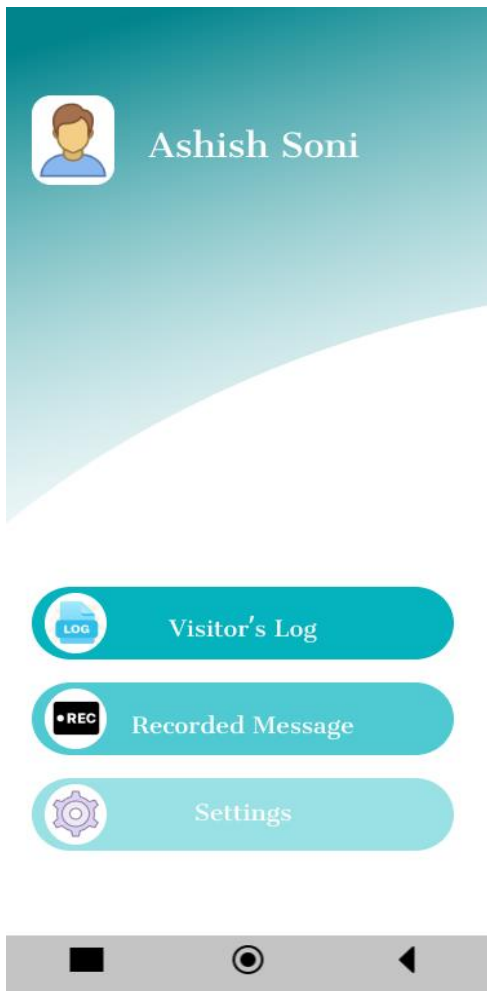 Ashish Soni
LOG
Visitor's Log
REC
Recorded Message
Settings